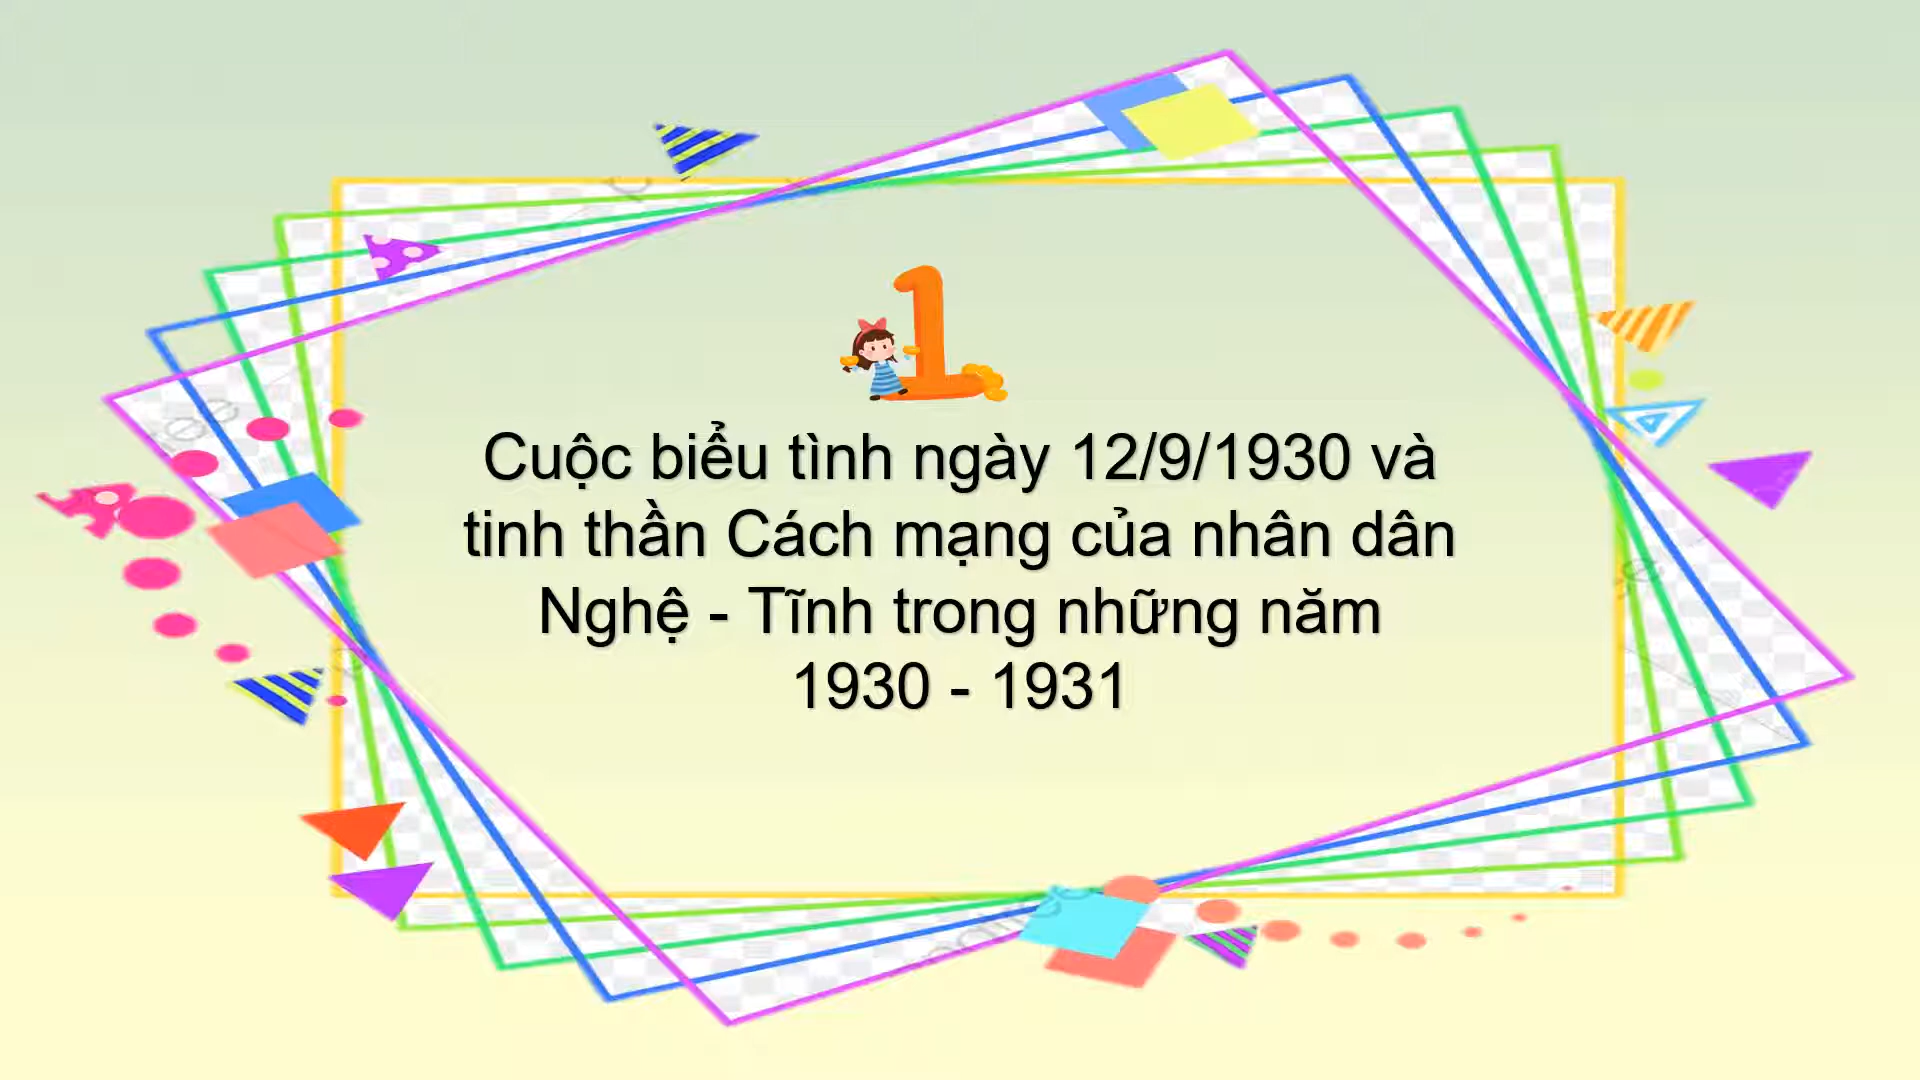 1
Cuộc biểu tình ngày 12/9/1930 và
tinh thần Cách mạng của nhân dân
Nghệ - Tĩnh trong những năm
1930 - 1931